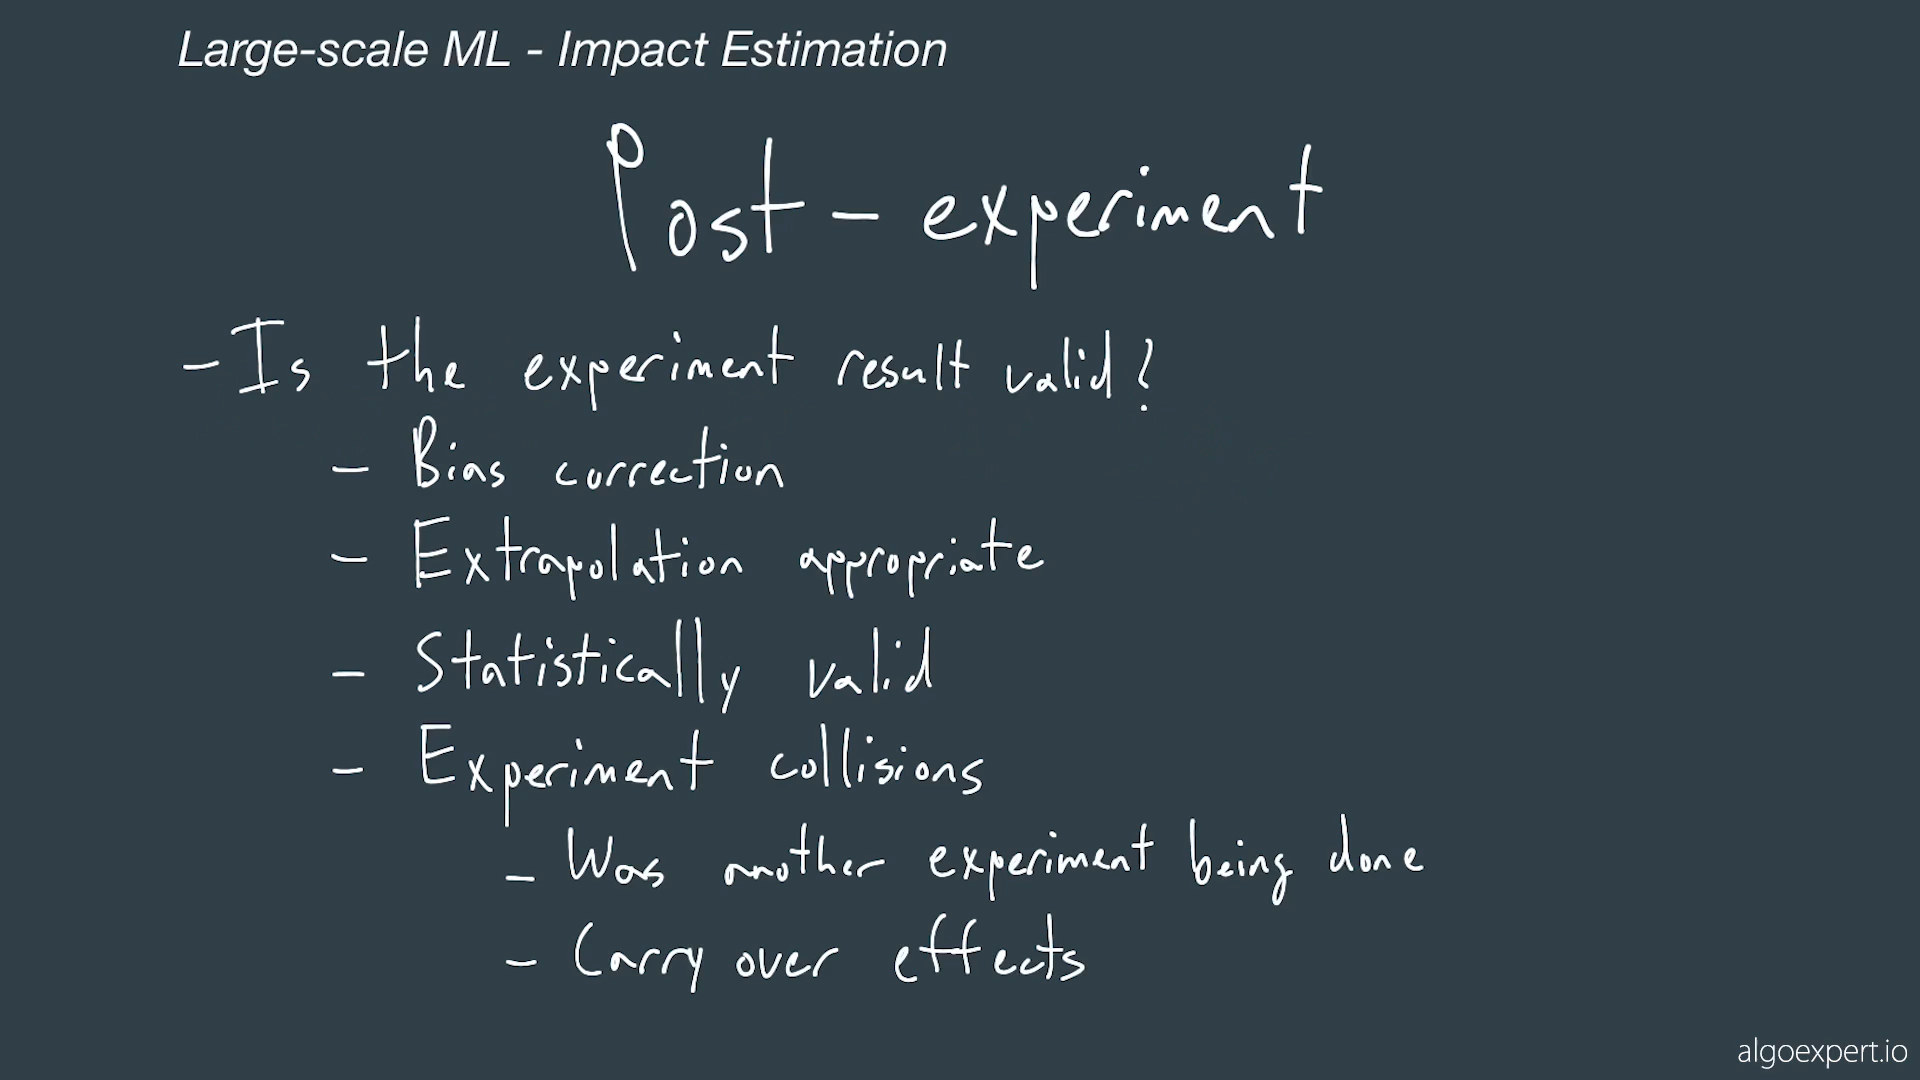 Large-scale ML - Impact Estimation
Post - experiment
- Is the experiment result valid?
- Bias correction
- Extrapolation appropriate
- Statistically valid
- Experiment collisions
- Was another experiment being done
- Carry over effects
algoexpert.io